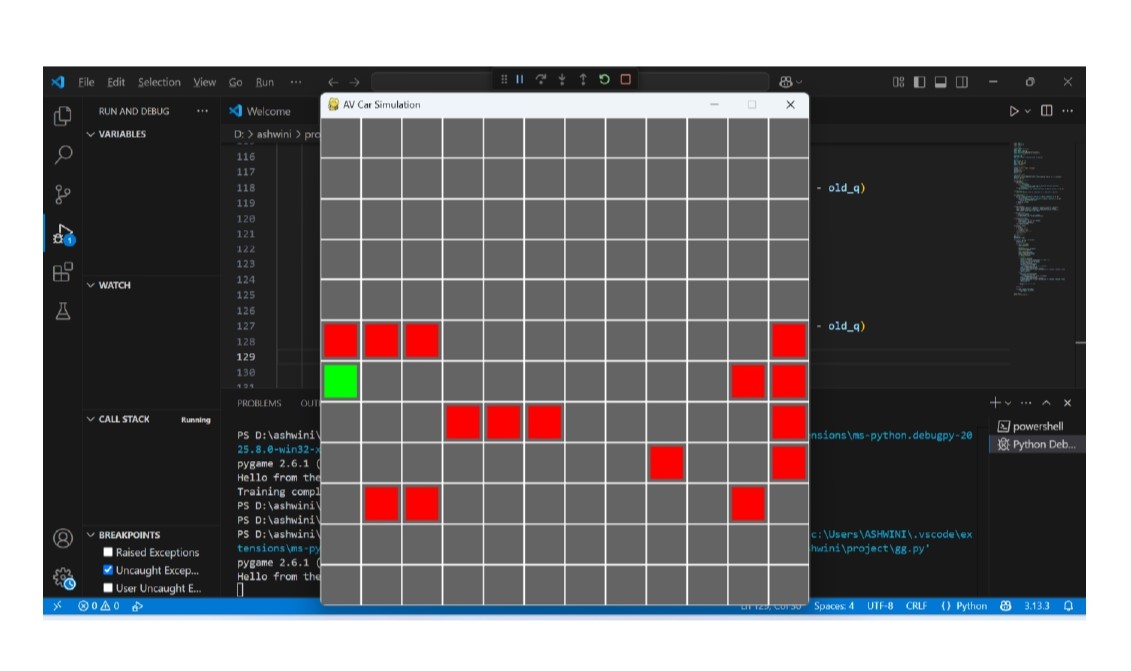 File Edit Selection View Go Run ···
RUN AND DEBUG ···
Welcome
AV Car Simulation
VARIABLES
D: > ashwini > pro
116
117
118 - old_q)
119
120
121
122
123
124
125
126
127 - old_q)
128
129
130
131
WATCH
CALL STACK Running
PROBLEMS OUT
powershell
Python Deb...
PS D:\ashwini\ nsions\ms-python.debugpy-20
25.8.0-win32-x
pygame 2.6.1 (
Hello from the
Training compl
PS D:\ashwini\
PS D:\ashwini\
PS D:\ashwini\ c:\Users\ASHWINI\.vscode\ex
tensions\ms-py hwini\project\gg.py'
pygame 2.6.1 (
Hello from the
BREAKPOINTS
Raised Exceptions
Uncaught Excep...
User Uncaught E...
1
0 0 Spaces: 4 UTF-8 CRLF {} Python 3.13.3